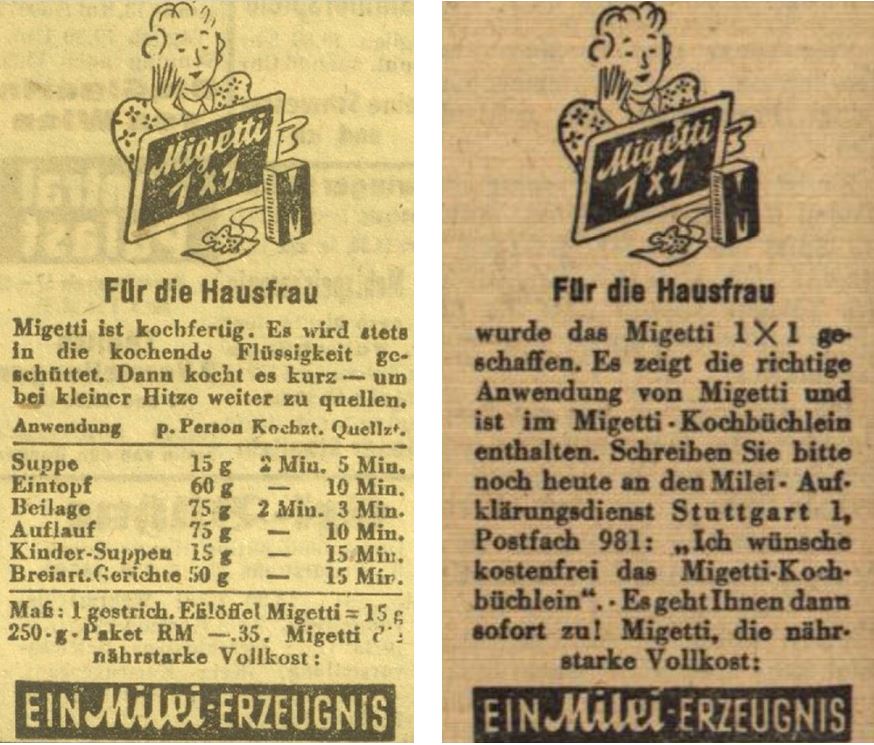 Migetti
1x1
Für die Hausfrau
Migetti ist kochfertig. Es wird stets
in die kochende Flüssigkeit ge-
schüttet. Dann kocht es kurz — um
bei kleiner Hitze weiter zu quellen.
Anwendung p. Person Kochzt. Quellzt.
Suppe 15 g 2 Min. 5 Min.
Eintopf 60 g — 10 Min.
Beilage 75 g 2 Min. 3 Min.
Auflauf 75 g — 10 Min.
Kinder-Suppen 15 g — 15 Min.
Breiart. Gerichte 50 g — 15 Min.
Maß: 1 gestrich. Eßlöffel Migetti = 15 g
250-g-Paket RM —.35. Migetti
nährstarke Vollkost:
EIN Milei-ERZEUGNIS
Migetti
1x1
Für die Hausfrau
wurde das Migetti 1X1 ge-
schaffen. Es zeigt die richtige
Anwendung von Migetti und
ist im Migetti-Kochbüchlein
enthalten. Schreiben Sie bitte
noch heute an den Milei-Auf-
klärungsdienst Stuttgart 1,
Postfach 981: „Ich wünsche
kostenfrei das Migetti-Koch-
büchlein“. - Es geht Ihnen dann
sofort zu! Migetti, die nähr-
starke Vollkost:
EIN Milei-ERZEUGNIS